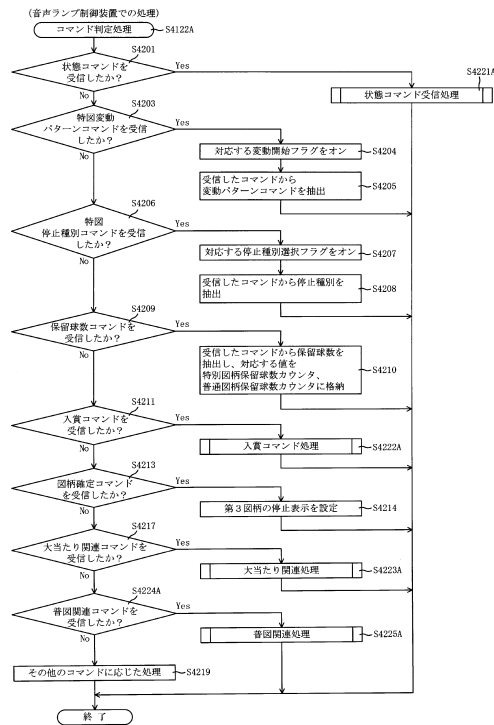 (音声ランプ制御装置での処理)
コマンド判定処理
S4122A
S4201
状態コマンドを
受信したか？
Yes
No
S4221A
状態コマンド受信処理
S4203
特図変動
パターンコマンドを受信
したか？
Yes
No
対応する変動開始フラグをオン
S4204
受信したコマンドから
変動パターンコマンドを抽出
S4205
S4206
特図
停止種別コマンドを受信
したか？
Yes
No
対応する停止種別選択フラグをオン
S4207
受信したコマンドから停止種別を
抽出
S4208
S4209
保留球数コマンドを
受信したか？
Yes
No
受信したコマンドから保留球数を
抽出し、対応する値を
特別図柄保留球数カウンタ、
普通図柄保留球数カウンタに格納
S4210
S4211
入賞コマンドを
受信したか？
Yes
No
入賞コマンド処理
S4222A
S4213
図柄確定コマンド
を受信したか？
Yes
No
第３図柄の停止表示を設定
S4214
S4217
大当たり関連コマンドを
受信したか？
Yes
No
大当たり関連処理
S4223A
S4224A
普図関連コマンドを
受信したか？
Yes
No
普図関連処理
S4225A
その他のコマンドに応じた処理
S4219
終了